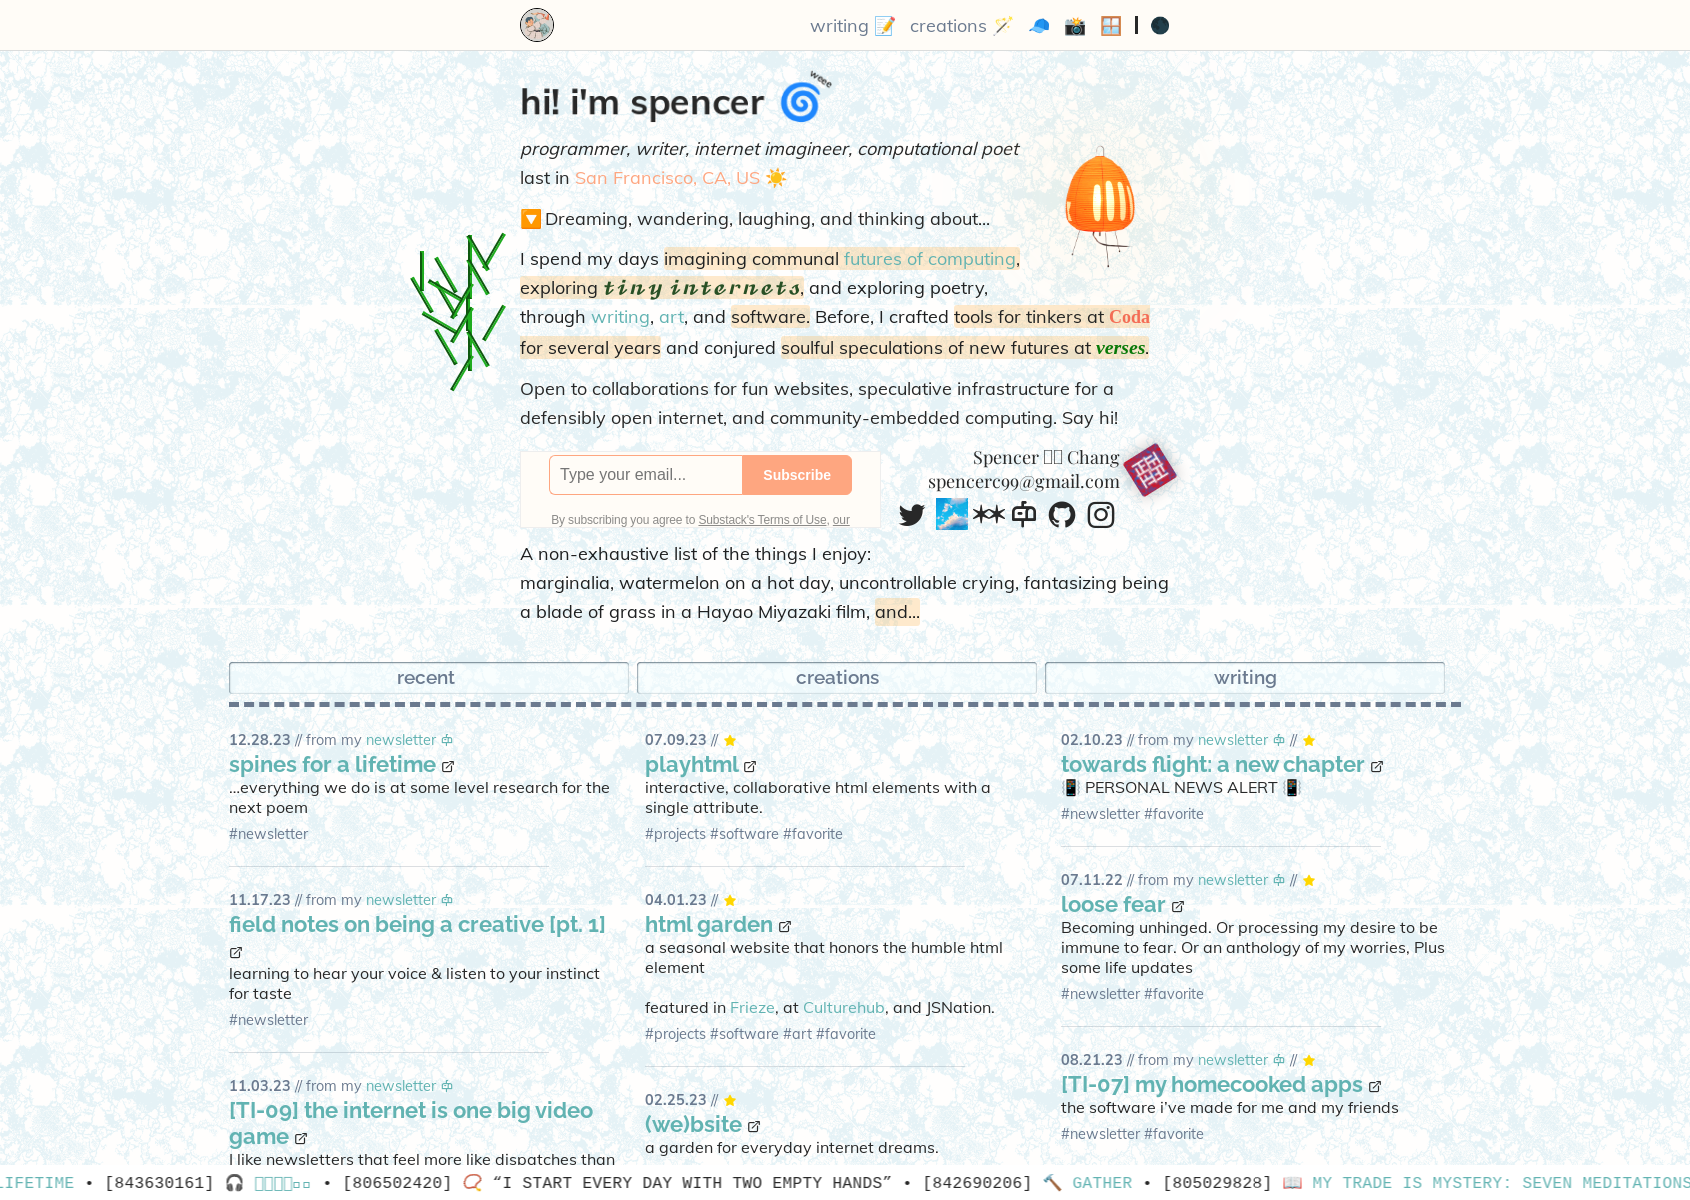 writing 📝 creations 🪄 🧢 📸 🪟 | 🌑
hi! i'm spencer 🌀 weee
programmer, writer, internet imagineer, computational poet
last in San Francisco, CA, US ☀️
🔽 Dreaming, wandering, laughing, and thinking about...
I spend my days imagining communal futures of computing,
exploring tiny internets, and exploring poetry,
through writing, art, and software. Before, I crafted tools for tinkers at Coda
for several years and conjured soulful speculations of new futures at verses.
Open to collaborations for fun websites, speculative infrastructure for a
defensibly open internet, and community-embedded computing. Say hi!
Type your email...
Subscribe
By subscribing you agree to Substack's Terms of Use, our
Spencer Chang
spencerc99@gmail.com
A non-exhaustive list of the things I enjoy:
marginalia, watermelon on a hot day, uncontrollable crying, fantasizing being
a blade of grass in a Hayao Miyazaki film, and...
recent
12.28.23 // from my newsletter
spines for a lifetime
...everything we do is at some level research for the
next poem
#newsletter
11.17.23 // from my newsletter
field notes on being a creative [pt. 1]
learning to hear your voice & listen to your instinct
for taste
#newsletter
11.03.23 // from my newsletter
[TI-09] the internet is one big video
game
I like newsletters that feel more like dispatches than
creations
07.09.23 // ⭐
playhtml
interactive, collaborative html elements with a
single attribute.
#projects #software #favorite
04.01.23 // ⭐
html garden
a seasonal website that honors the humble html
element
featured in Frieze, at Culturehub, and JSNation.
#projects #software #art #favorite
02.25.23 // ⭐
(we)bsite
a garden for everyday internet dreams.
writing
02.10.23 // from my newsletter // ⭐
towards flight: a new chapter
📳 PERSONAL NEWS ALERT 📳
#newsletter #favorite
07.11.22 // from my newsletter // ⭐
loose fear
Becoming unhinged. Or processing my desire to be
immune to fear. Or an anthology of my worries, Plus
some life updates
#newsletter #favorite
08.21.23 // from my newsletter // ⭐
[TI-07] my homecooked apps
the software i've made for me and my friends
#newsletter #favorite
LIFETIME • [843630161] 🎧 • [806502420] 📿 “I START EVERY DAY WITH TWO EMPTY HANDS” • [842690206] 🔨 GATHER • [805029828] 📖 MY TRADE IS MYSTERY: SEVEN MEDITATIONS